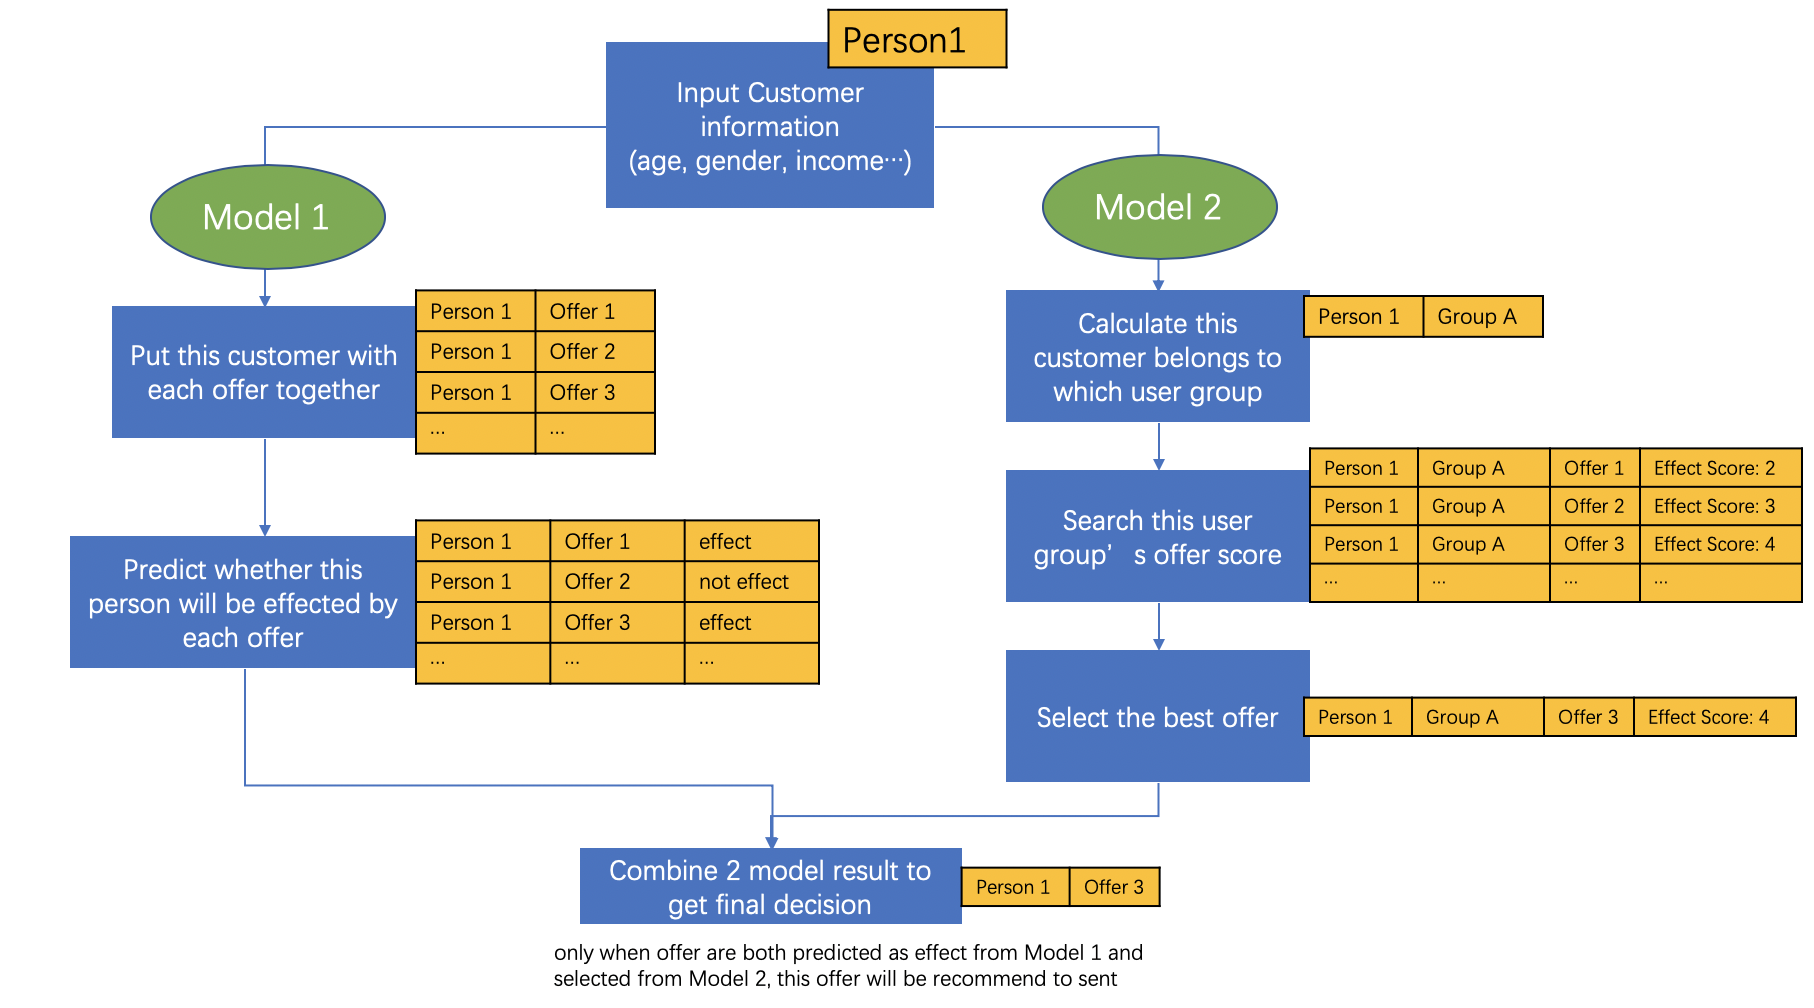 Person1
Input Customer
information
(age, gender, income···)
Model 1
Model 2
Put this customer with
each offer together
Person 1 Offer 1
Person 1 Offer 2
Person 1 Offer 3
... ...
Predict whether this
person will be effected by
each offer
Person 1 Offer 1 effect
Person 1 Offer 2 not effect
Person 1 Offer 3 effect
... ... ...
Calculate this
customer belongs to
which user group
Person 1 Group A
Search this user
group’ s offer score
Person 1 Group A Offer 1 Effect Score: 2
Person 1 Group A Offer 2 Effect Score: 3
Person 1 Group A Offer 3 Effect Score: 4
... ... ... ...
Select the best offer
Person 1 Group A Offer 3 Effect Score: 4
Combine 2 model result to
get final decision
Person 1 Offer 3
only when offer are both predicted as effect from Model 1 and
selected from Model 2, this offer will be recommend to sent